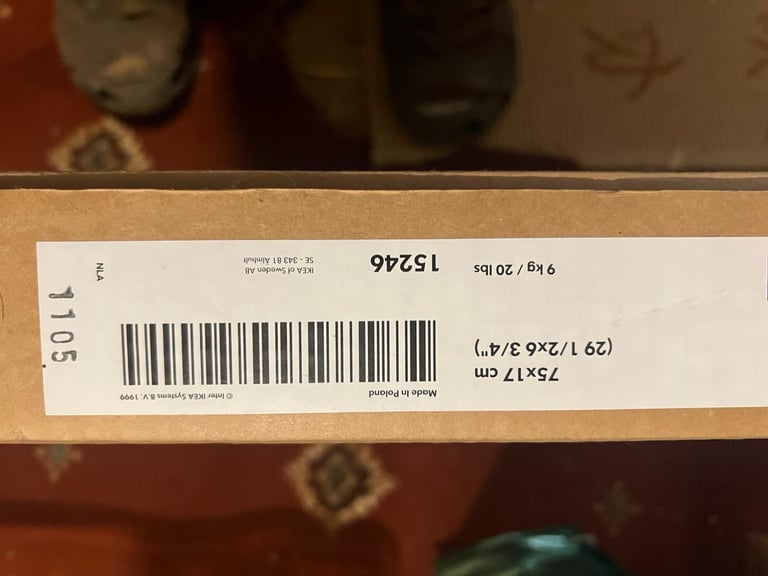 75x17 cm
(29 1/2x6 3/4")
9 kg / 20 lbs
Made in Poland
© Inter IKEA Systems B.V. 1999
15246
IKEA of Sweden AB
SE - 343 81 Älmhult
NLA
1105